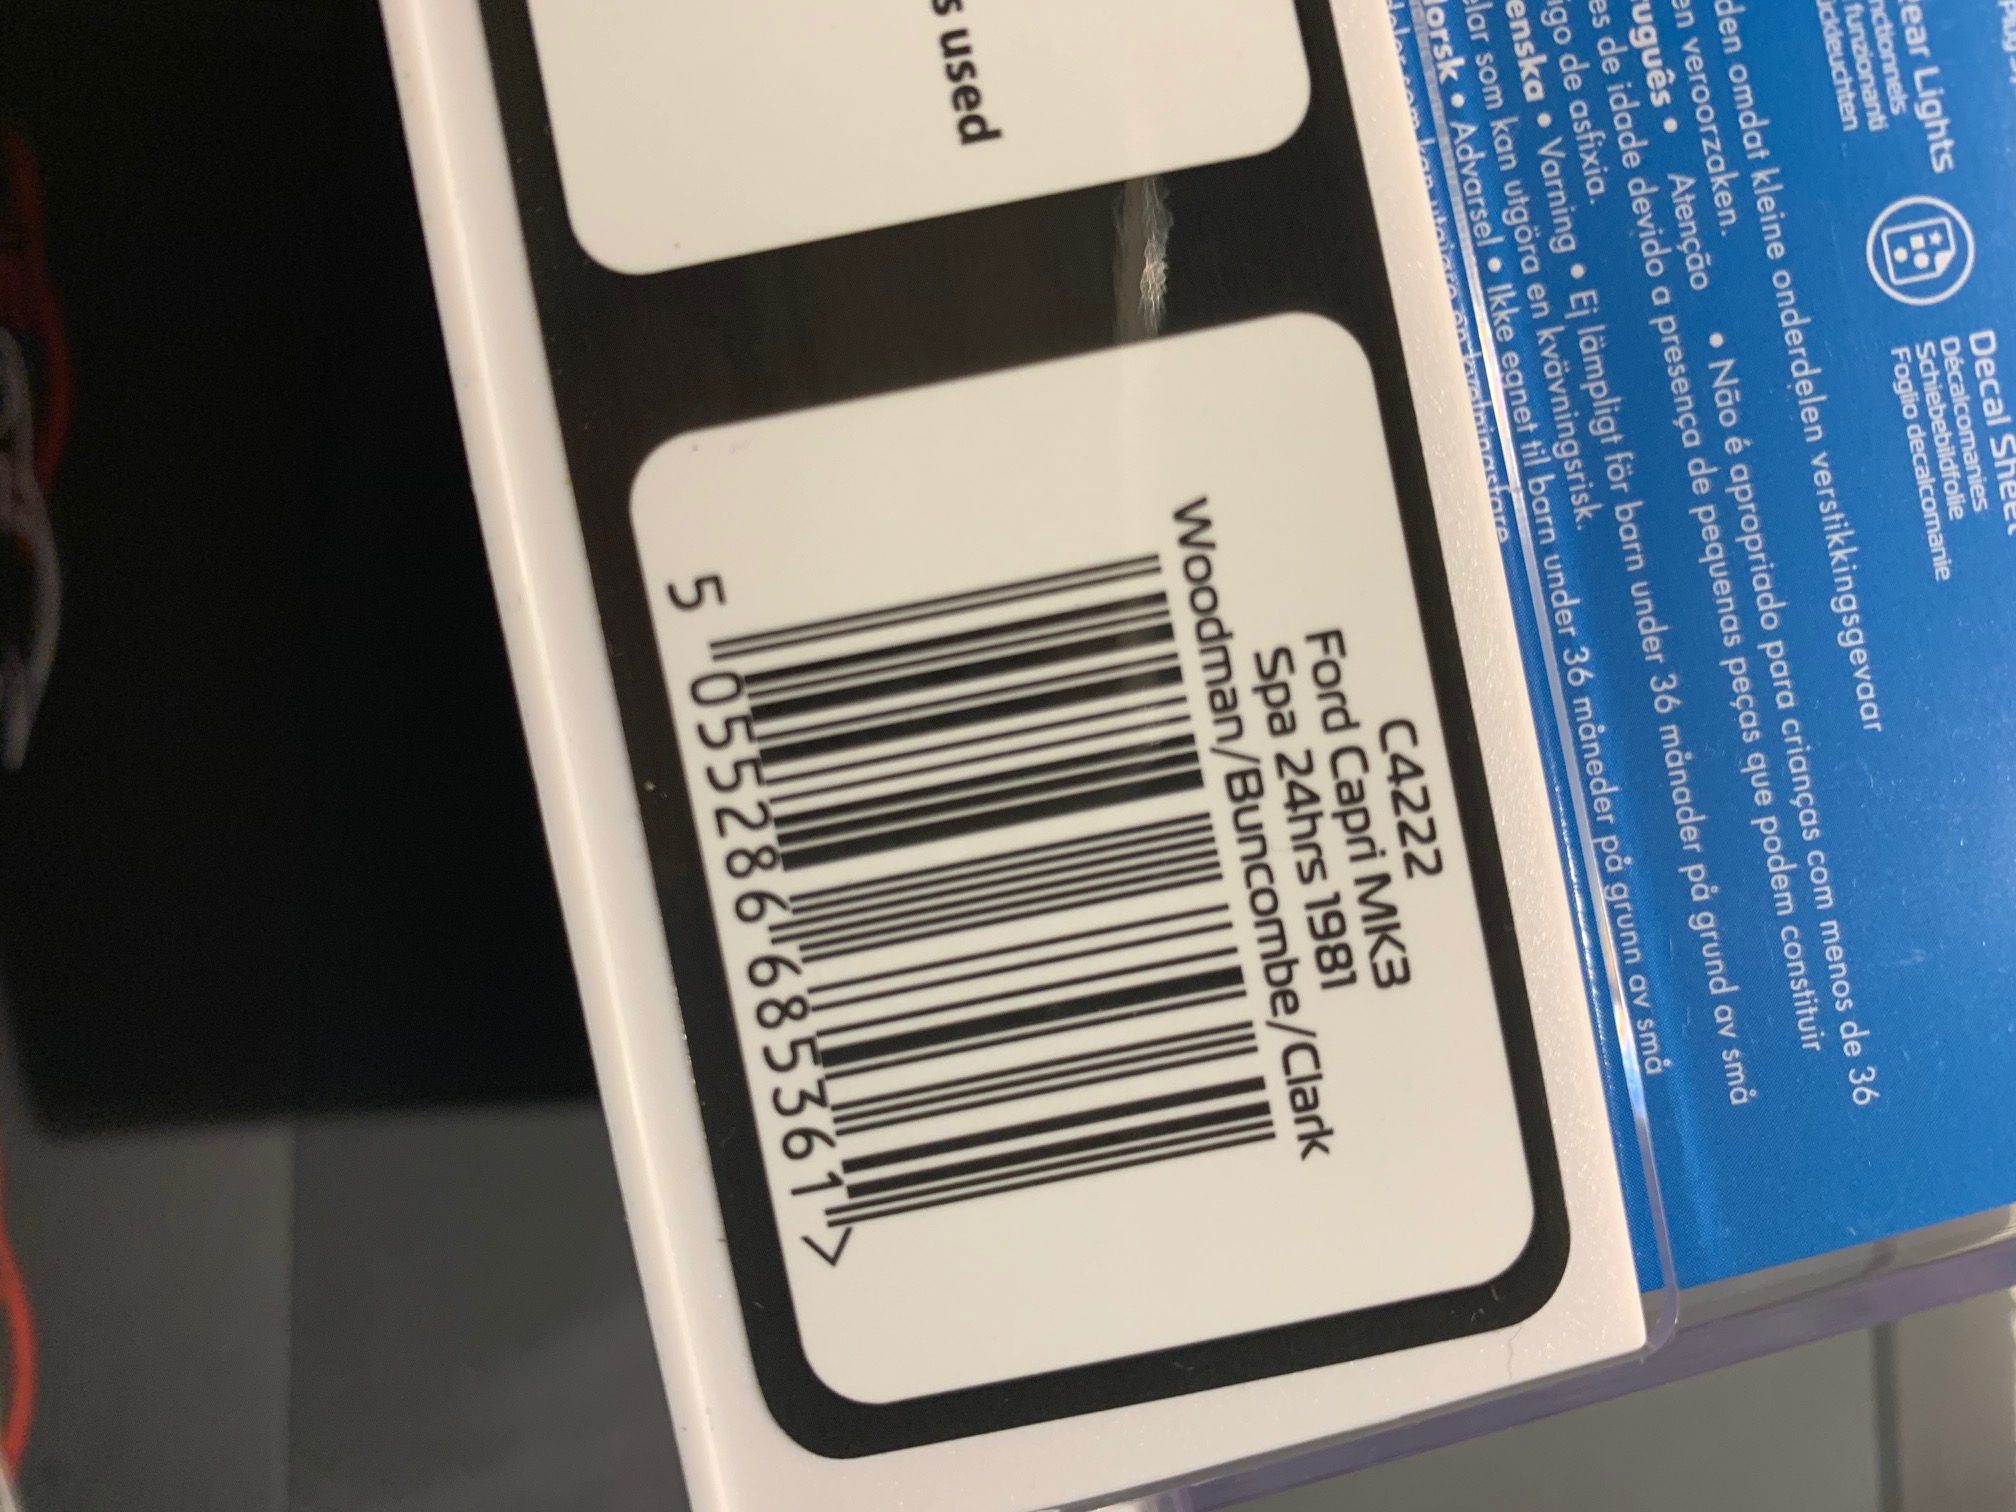 s used
C4222
Ford Capri MK3
Spa 24hrs 1981
Woodman/Buncombe/Clark
5 055286 685361 >
Rear Lights
Decal Sheet
Décalcomanies
Schiebebildfolie
Foglio decalcomanie
den omdat kleine onderdelen verstikkingsgevaar
en veroorzaken.
• Atenção • Não é apropriado para crianças com menos de 36
es de idade devido a presença de pequenas peças que podem constituir
igo de asfixia.
enska • Varning • Ej lämpligt för barn under 36 månader på grund av små
lar som kan utgöra en kvävningsrisk.
orsk • Advarsel • Ikke egnet til barn under 36 måneder på grunn av små